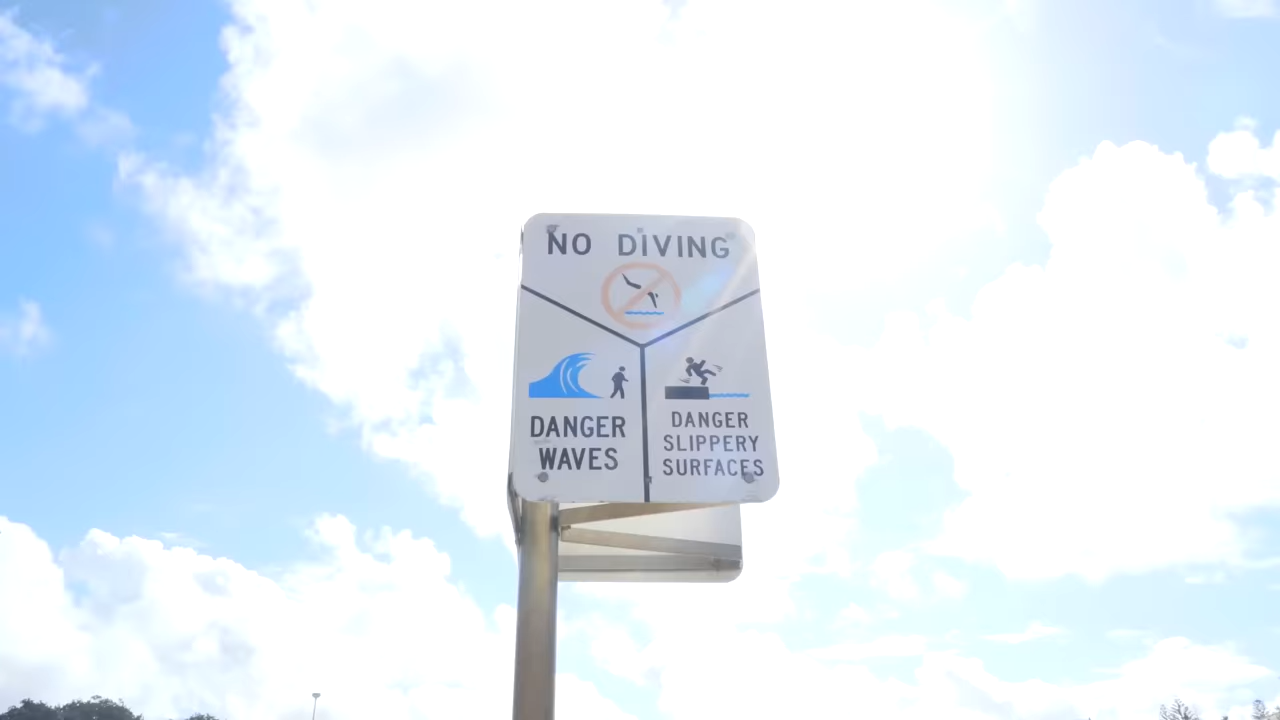 NO DIVING
DANGER
WAVES
DANGER
SLIPPERY
SURFACES